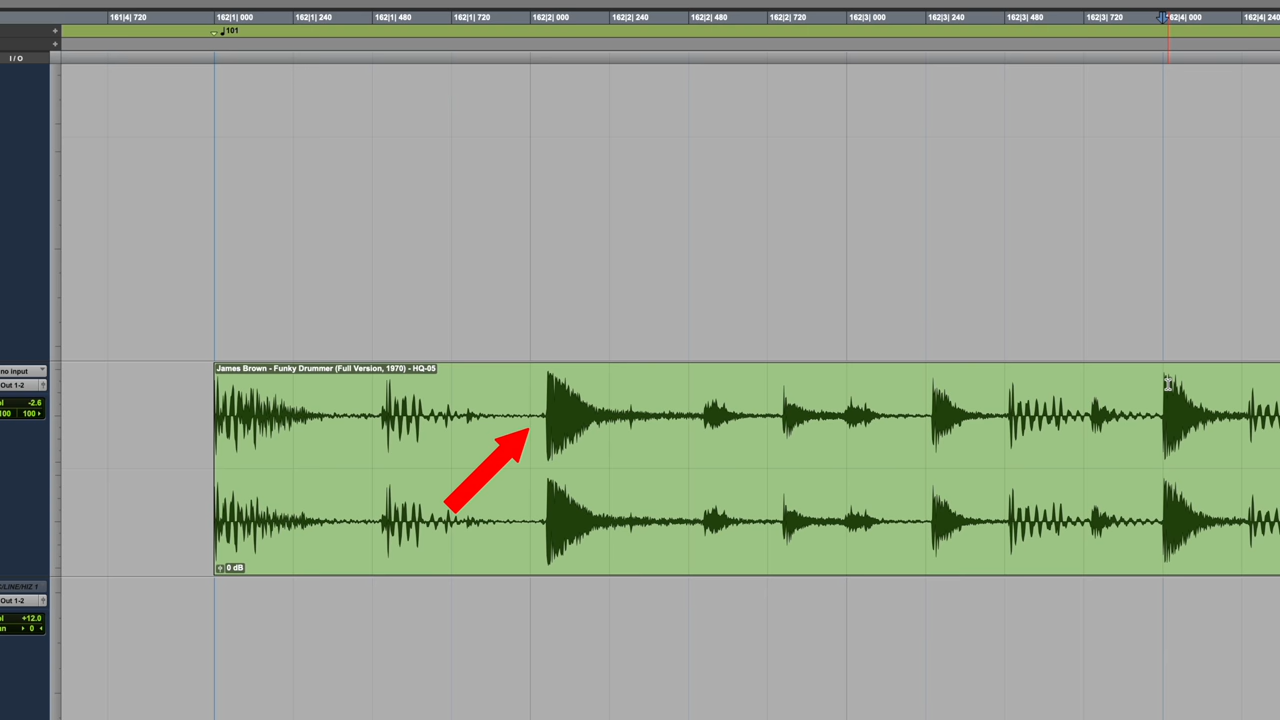 161|4| 720
162|1| 000
162|1| 240
162|1| 480
162|1| 720
162|2| 000
162|2| 240
162|2| 480
162|2| 720
162|3| 000
162|3| 240
162|3| 480
162|3| 720
162|4| 000
162|4| 240
101
I / O
James Brown - Funky Drummer (Full Version, 1970) - HQ-05
no input
Out 1-2
-2.6
100 100
0 dB
/LINE/HIZ 1
Out 1-2
+12.0
0